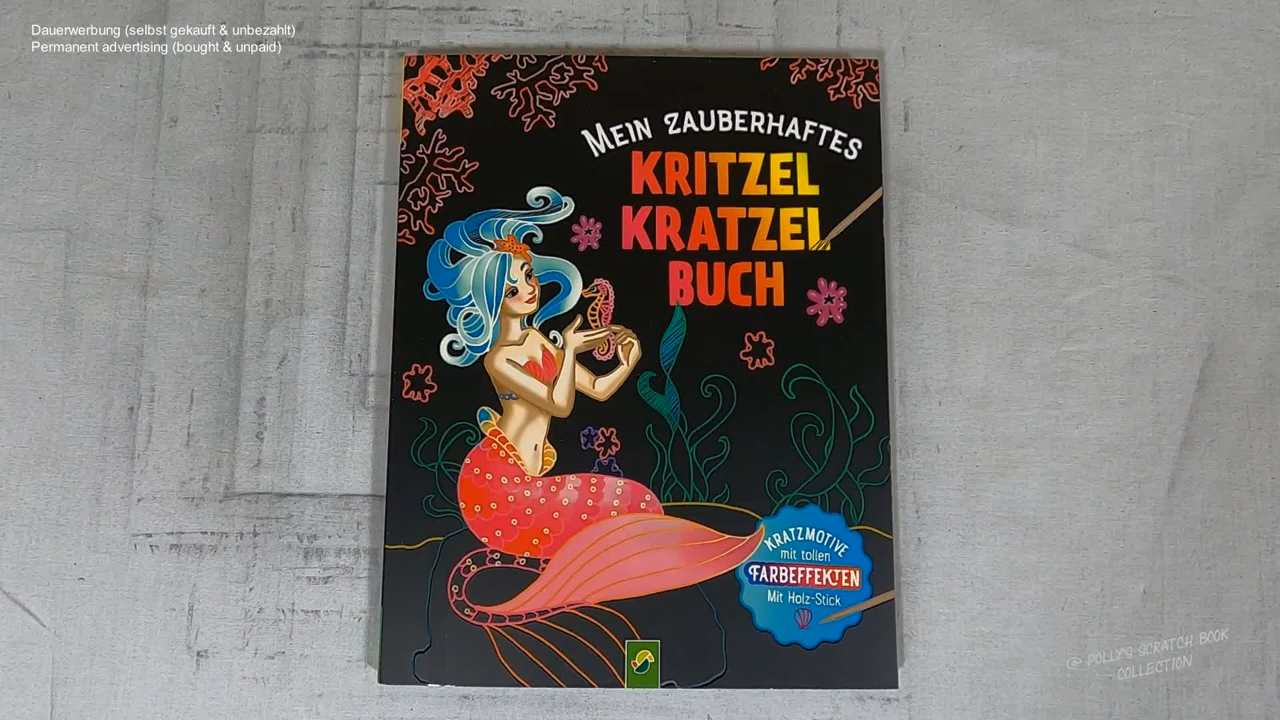 Dauerwerbung (selbst gekauft & unbezahlt)
Permanent advertising (bought & unpaid)
MEIN ZAUBERHAFTES
KRITZEL
KRATZEL
BUCH
KRATZMOTIVE
mit tollen
FARBEFFEKTEN
Mit Holz-Stick
@ POLLY'S SCRATCH BOOK
COLLECTION